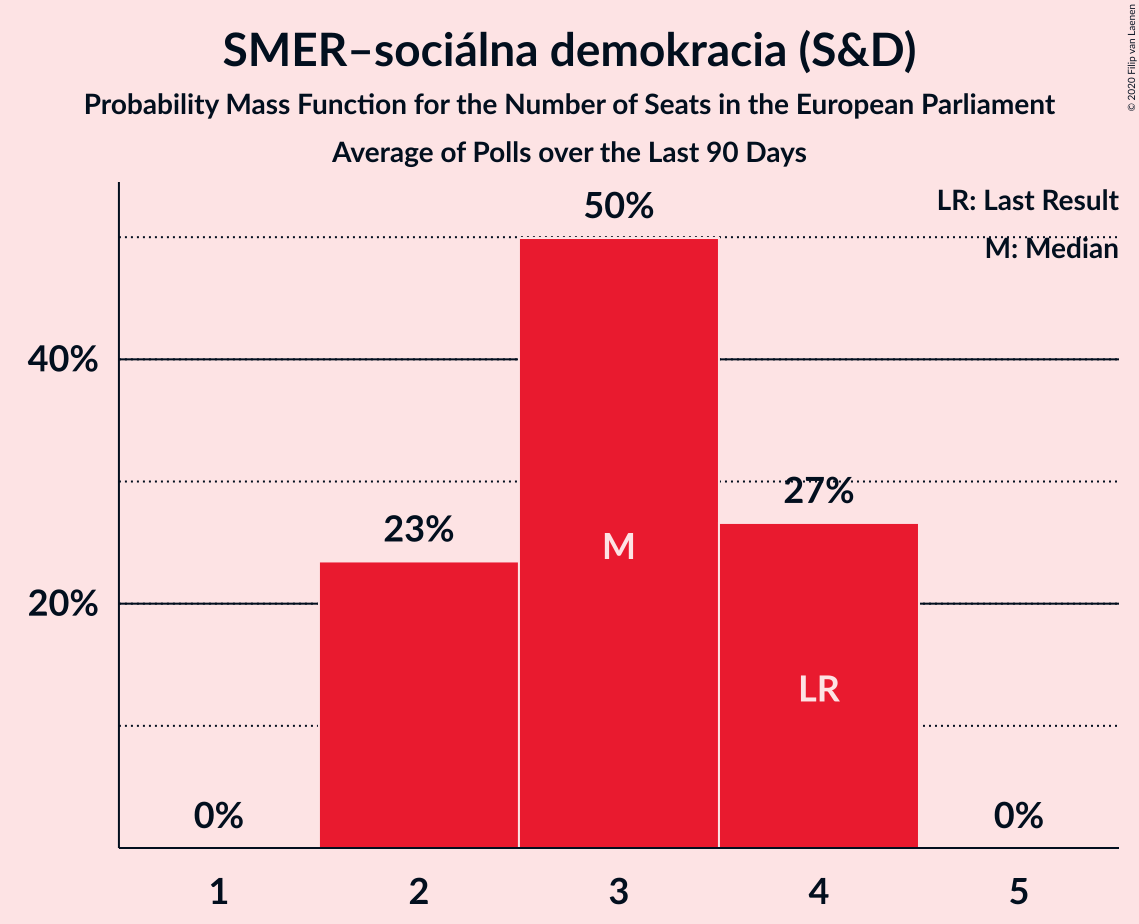 SMER–sociálna demokracia (S&D)
Probability Mass Function for the Number of Seats in the European Parliament
Average of Polls over the Last 90 Days
© 2020 Filip van Laenen
LR: Last Result
M: Median
50%
40%
27%
23%
M
20%
LR
0%
0%
1
2
3
4
5